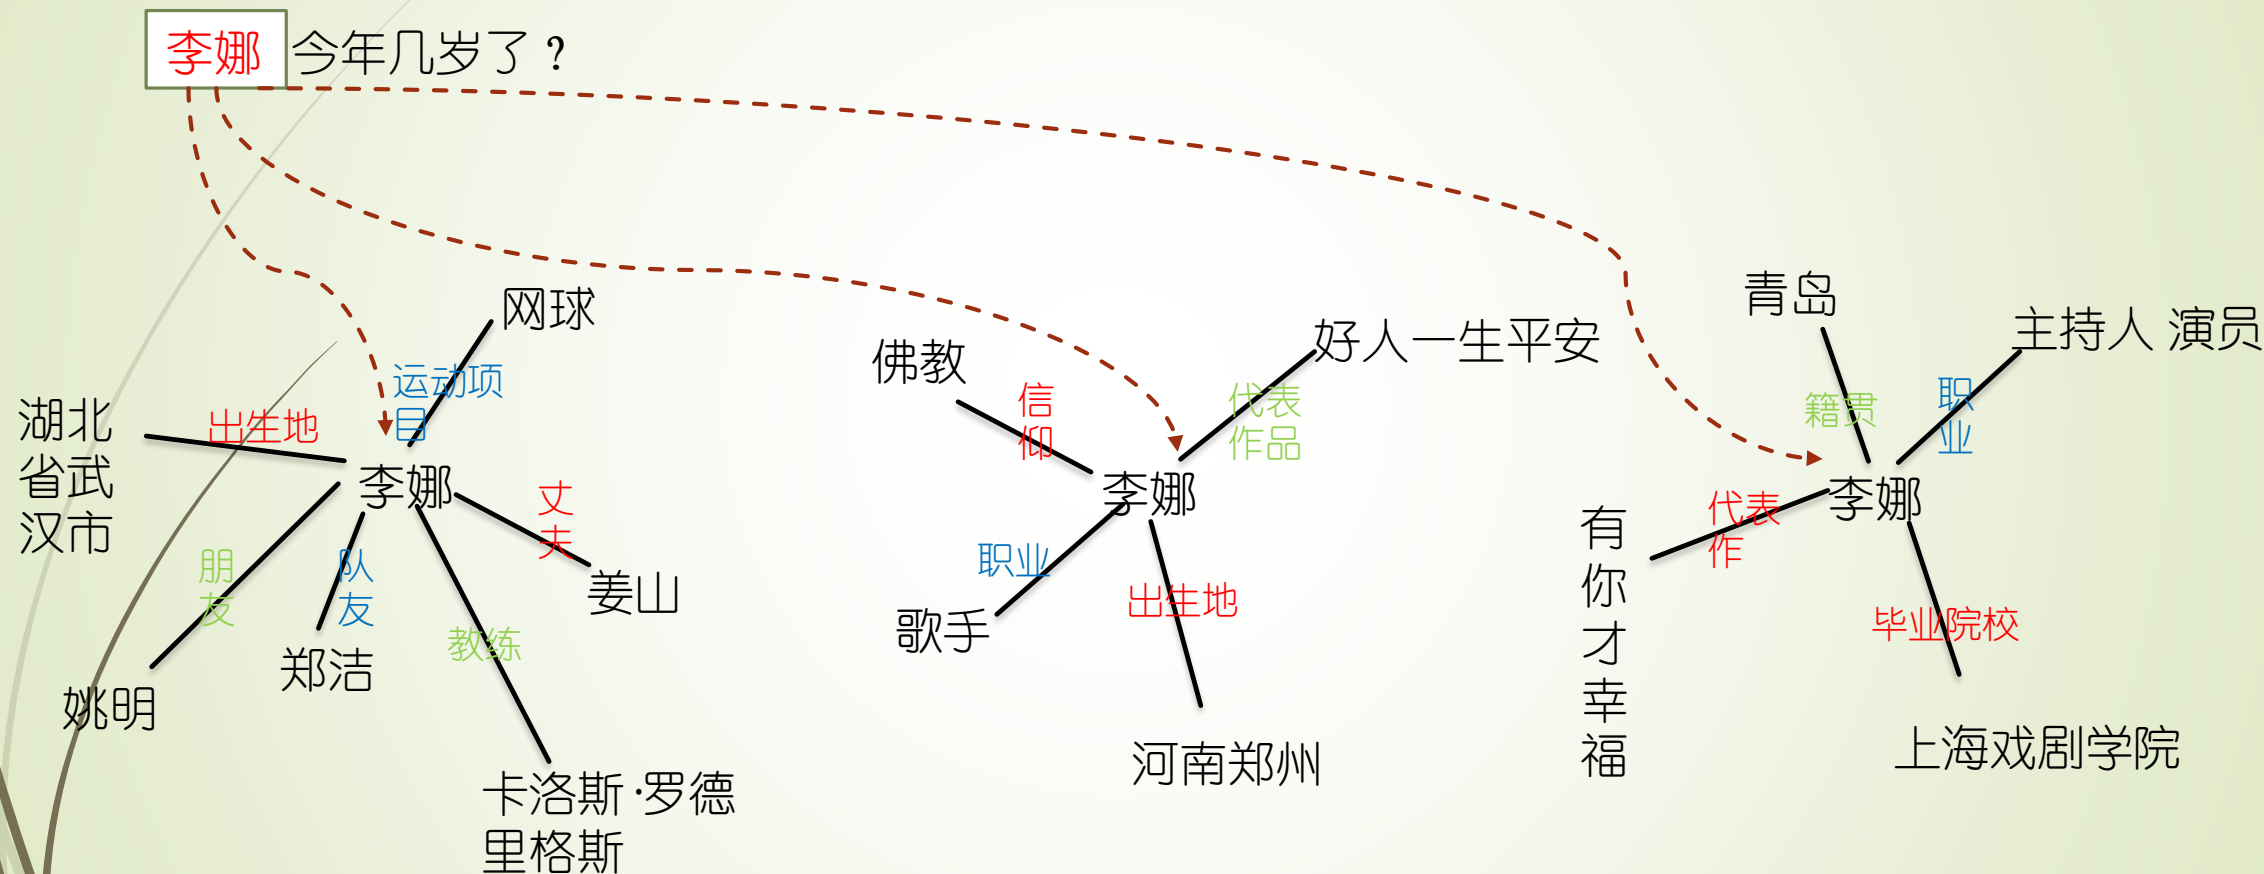 李娜今年几岁了？
网球
运动项
目
湖北
省武
汉市
出生地
李娜
朋
友
姚明
队
友
郑洁
教练
卡洛斯·罗德
里格斯
丈
夫
姜山
佛教
信
仰
好人一生平安
代表
作品
李娜
职业
歌手
出生地
河南郑州
青岛
籍贯
主持人 演员
职
业
李娜
代表
作
有
你
才
幸
福
毕业院校
上海戏剧学院